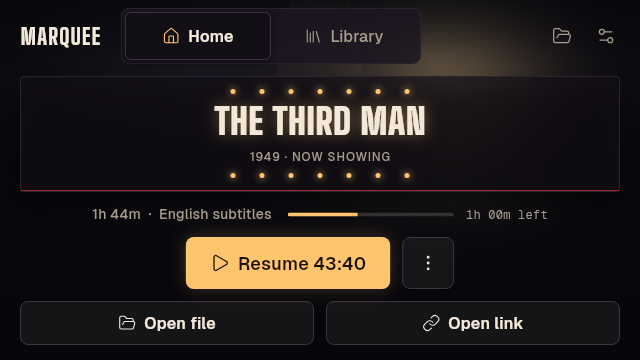 MARQUEE
Home
Library
THE THIRD MAN
1949 · NOW SHOWING
1h 44m · English subtitles
1h 00m left
Resume 43:40
Open file
Open link